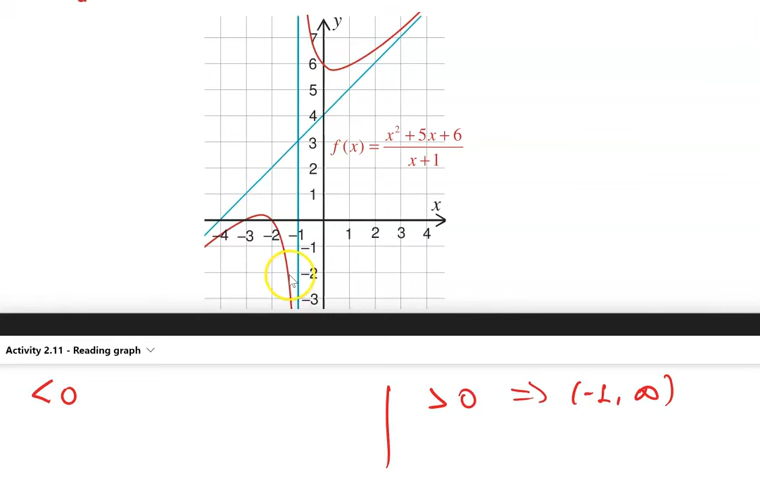 y
7
6
5
4
3
2
1
f(x) = x² + 5x + 6 / x + 1
x
−4 −3 −2 −1 1 2 3 4
−1
−2
−3
Activity 2.11 - Reading graph
< 0 | > 0 ⇒ (-1, ∞)